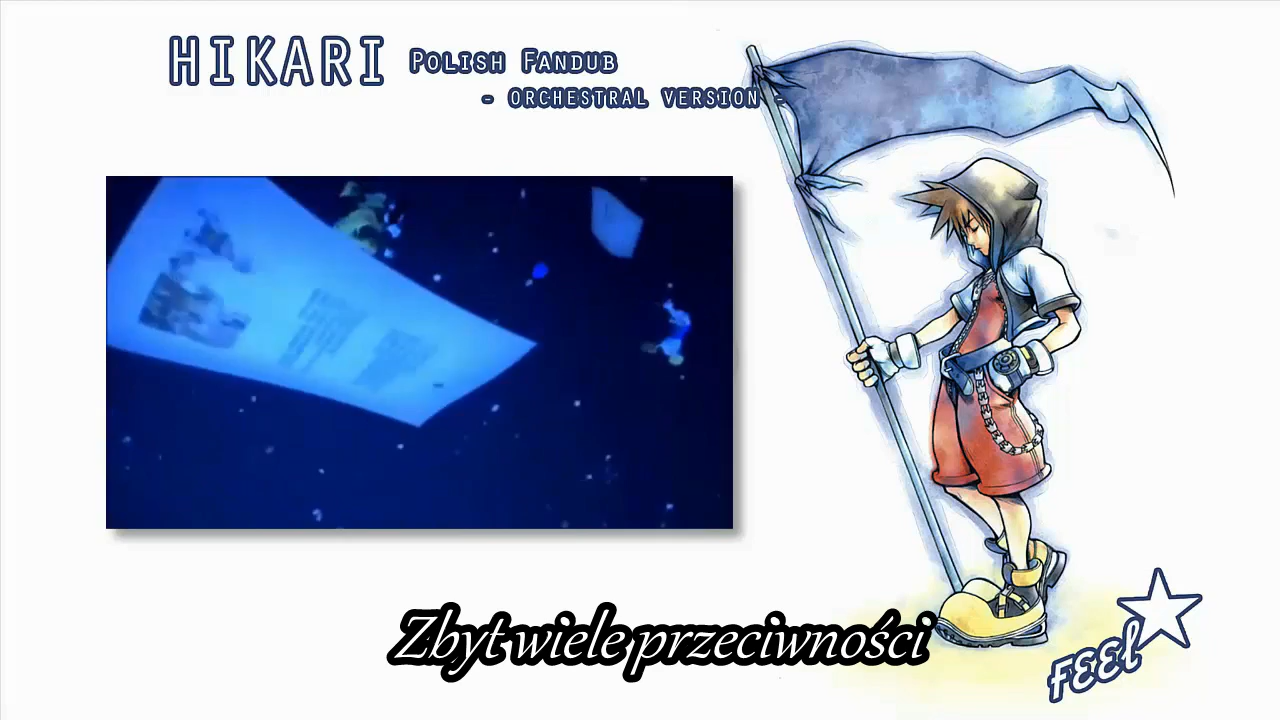 HIKARI Polish Fandub
- ORCHESTRAL VERSION -
Zbyt wiele przeciwności
FEEL